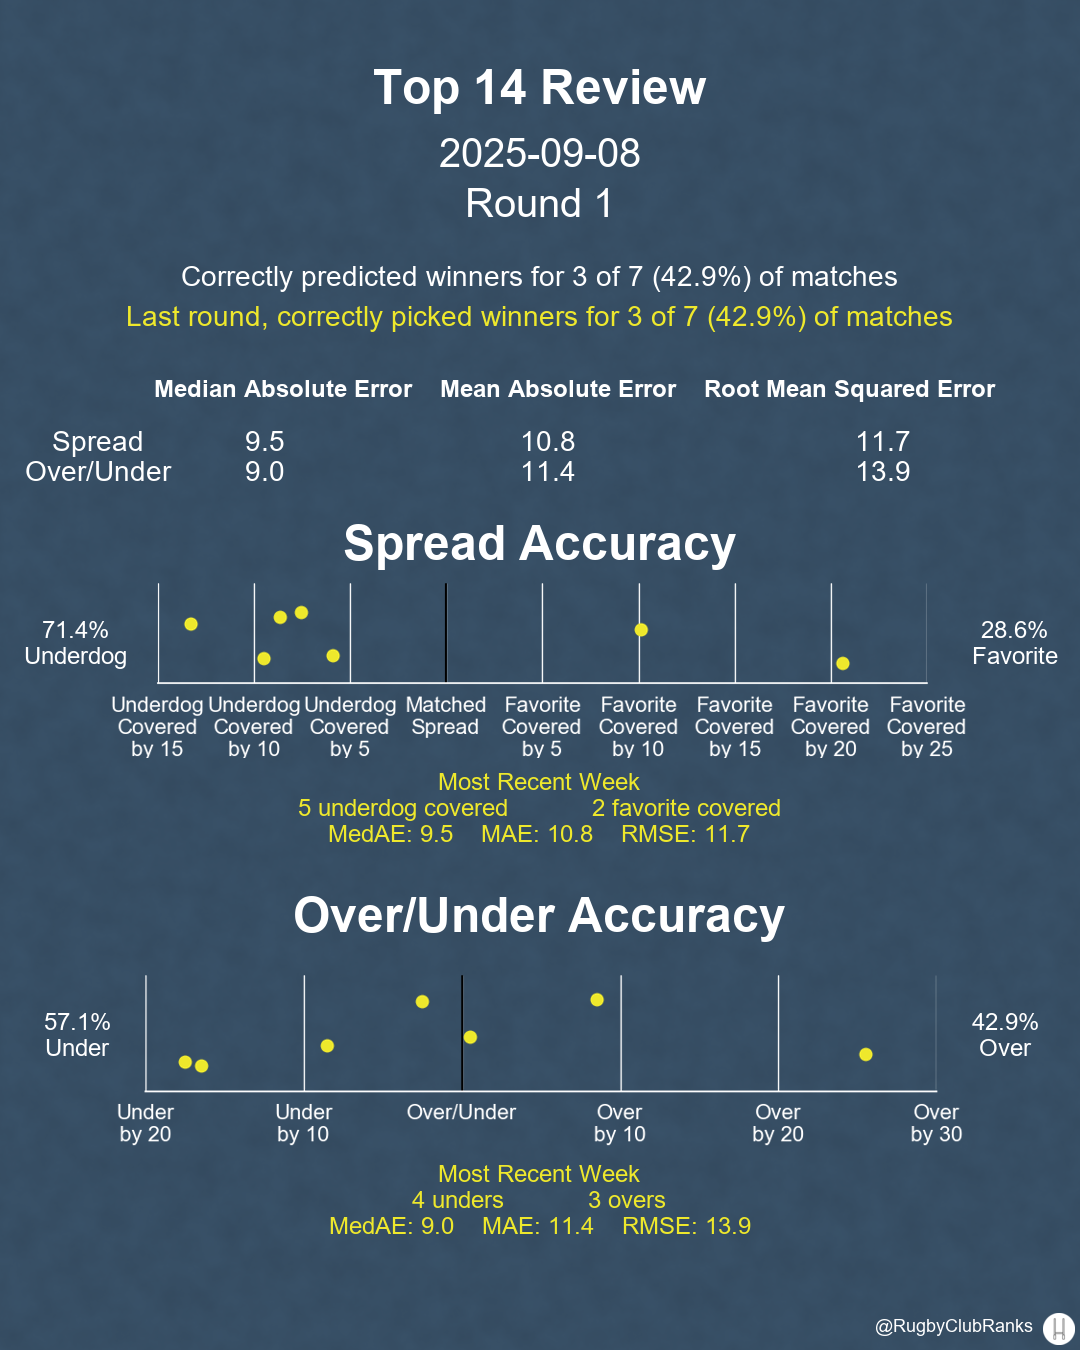 Top 14 Review
2025-09-08
Round 1
Correctly predicted winners for 3 of 7 (42.9%) of matches
Last round, correctly picked winners for 3 of 7 (42.9%) of matches
Median Absolute Error Mean Absolute Error Root Mean Squared Error
Spread 9.5 10.8 11.7
Over/Under 9.0 11.4 13.9
Spread Accuracy
71.4%
Underdog
28.6%
Favorite
Underdog Underdog Underdog Matched Favorite Favorite Favorite Favorite Favorite
Covered Covered Covered Spread Covered Covered Covered Covered Covered
by 15 by 10 by 5 by 5 by 10 by 15 by 20 by 25
Most Recent Week
5 underdog covered 2 favorite covered
MedAE: 9.5 MAE: 10.8 RMSE: 11.7
Over/Under Accuracy
57.1%
Under
42.9%
Over
Under Under Over/Under Over Over Over
by 20 by 10 by 10 by 20 by 30
Most Recent Week
4 unders 3 overs
MedAE: 9.0 MAE: 11.4 RMSE: 13.9
@RugbyClubRanks